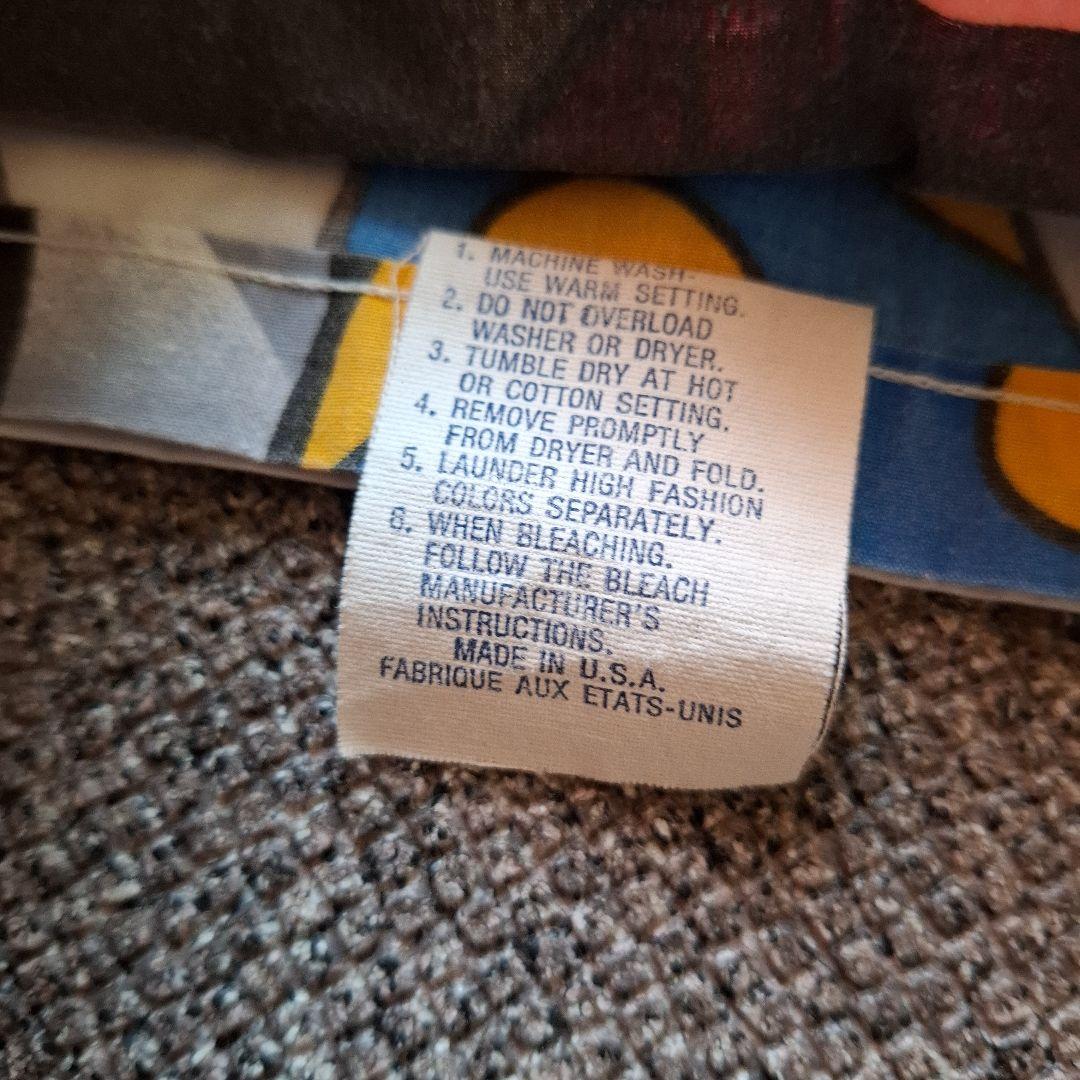 1. MACHINE WASH-
USE WARM SETTING.
2. DO NOT OVERLOAD
WASHER OR DRYER.
3. TUMBLE DRY AT HOT
OR COTTON SETTING.
4. REMOVE PROMPTLY
FROM DRYER AND FOLD.
5. LAUNDER HIGH FASHION
COLORS SEPARATELY.
6. WHEN BLEACHING.
FOLLOW THE BLEACH
MANUFACTURER'S
INSTRUCTIONS.
MADE IN U.S.A.
FABRIQUE AUX ETATS-UNIS